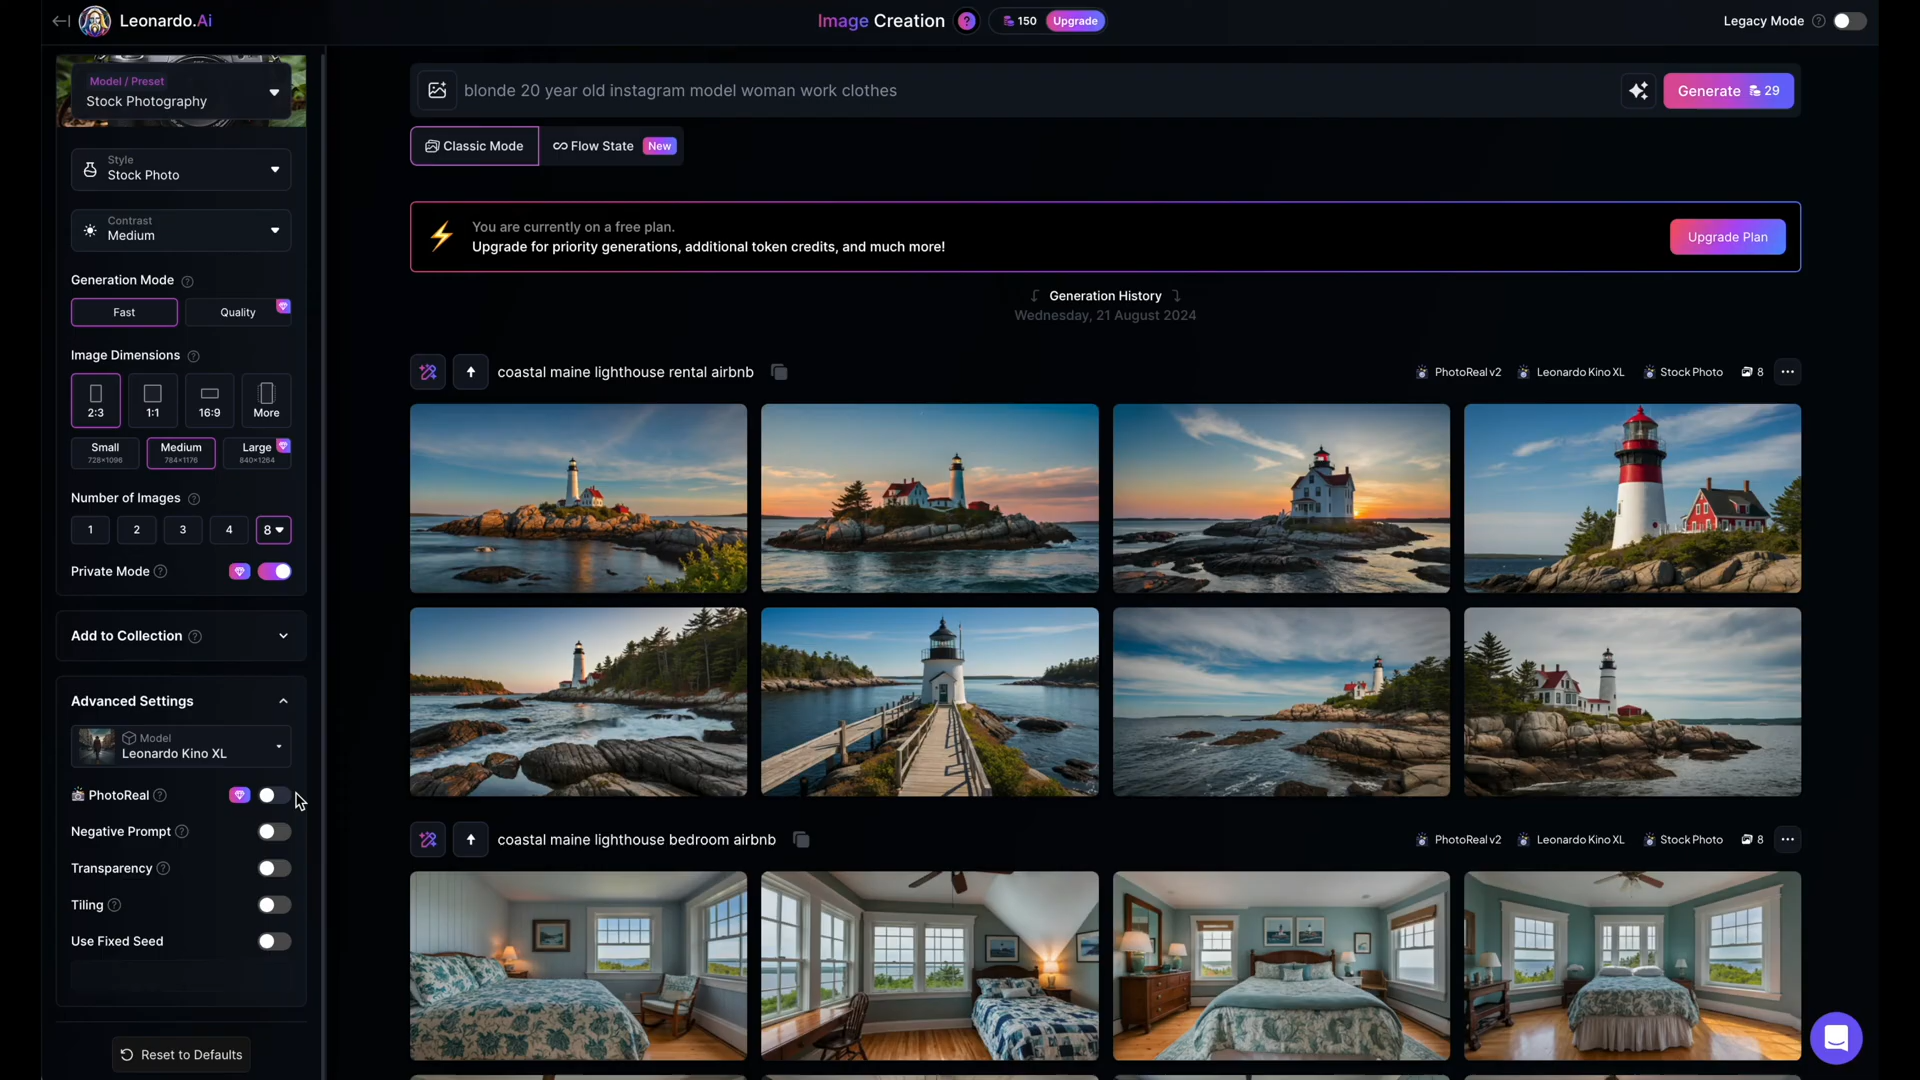 Leonardo.Ai
Image Creation ? 150 Upgrade
Legacy Mode ?
Model / Preset
Stock Photography
Style
Stock Photo
Contrast
Medium
Generation Mode ?
Fast
Quality
Image Dimensions ?
2:3
1:1
16:9
More
Small
728×1096
Medium
784×1176
Large
840×1264
Number of Images ?
1
2
3
4
8
Private Mode ?
Add to Collection ?
Advanced Settings
Model
Leonardo Kino XL
PhotoReal ?
Negative Prompt ?
Transparency ?
Tiling ?
Use Fixed Seed
Reset to Defaults
blonde 20 year old instagram model woman work clothes
Generate 29
Classic Mode
Flow State New
You are currently on a free plan.
Upgrade for priority generations, additional token credits, and much more!
Upgrade Plan
Generation History
Wednesday, 21 August 2024
coastal maine lighthouse rental airbnb
PhotoReal v2 Leonardo Kino XL Stock Photo 8
coastal maine lighthouse bedroom airbnb
PhotoReal v2 Leonardo Kino XL Stock Photo 8